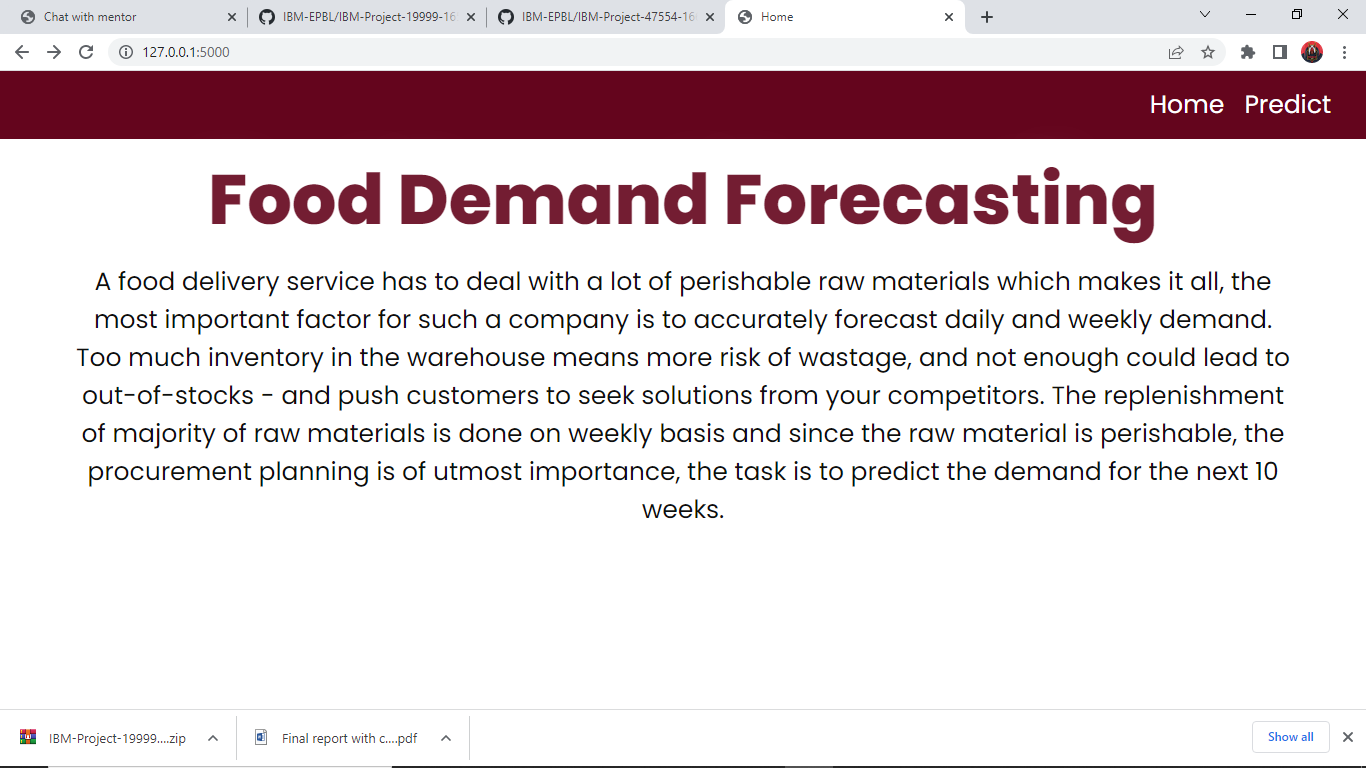 Chat with mentor
IBM-EPBL/IBM-Project-19999-16
IBM-EPBL/IBM-Project-47554-16
Home
127.0.0.1:5000
Home Predict
Food Demand Forecasting
A food delivery service has to deal with a lot of perishable raw materials which makes it all, the
most important factor for such a company is to accurately forecast daily and weekly demand.
Too much inventory in the warehouse means more risk of wastage, and not enough could lead to
out-of-stocks - and push customers to seek solutions from your competitors. The replenishment
of majority of raw materials is done on weekly basis and since the raw material is perishable, the
procurement planning is of utmost importance, the task is to predict the demand for the next 10
weeks.
IBM-Project-19999....zip
Final report with c....pdf
Show all